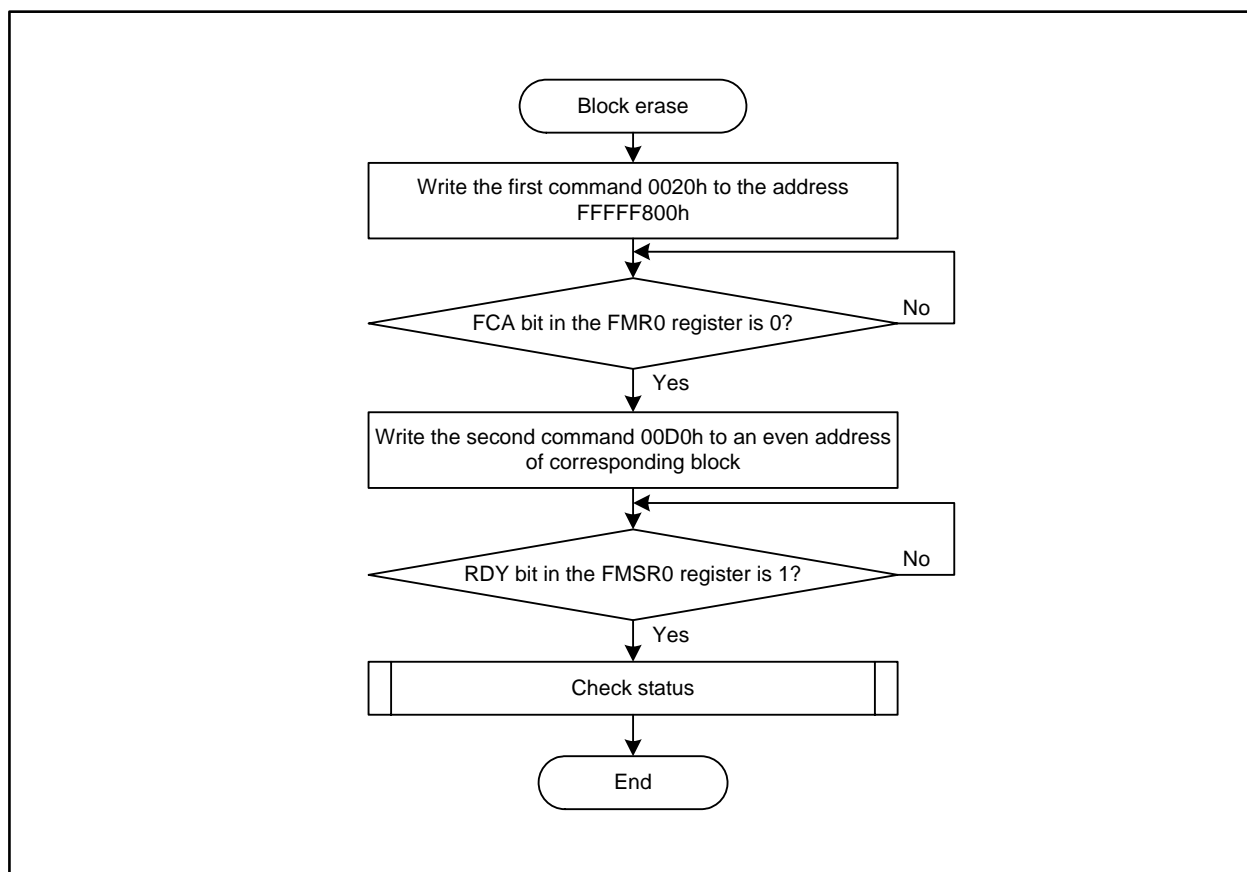 Block erase
Write the first command 0020h to the address
FFFFF800h
FCA bit in the FMR0 register is 0?
No
Yes
Write the second command 00D0h to an even address
of corresponding block
RDY bit in the FMSR0 register is 1?
No
Yes
Check status
End